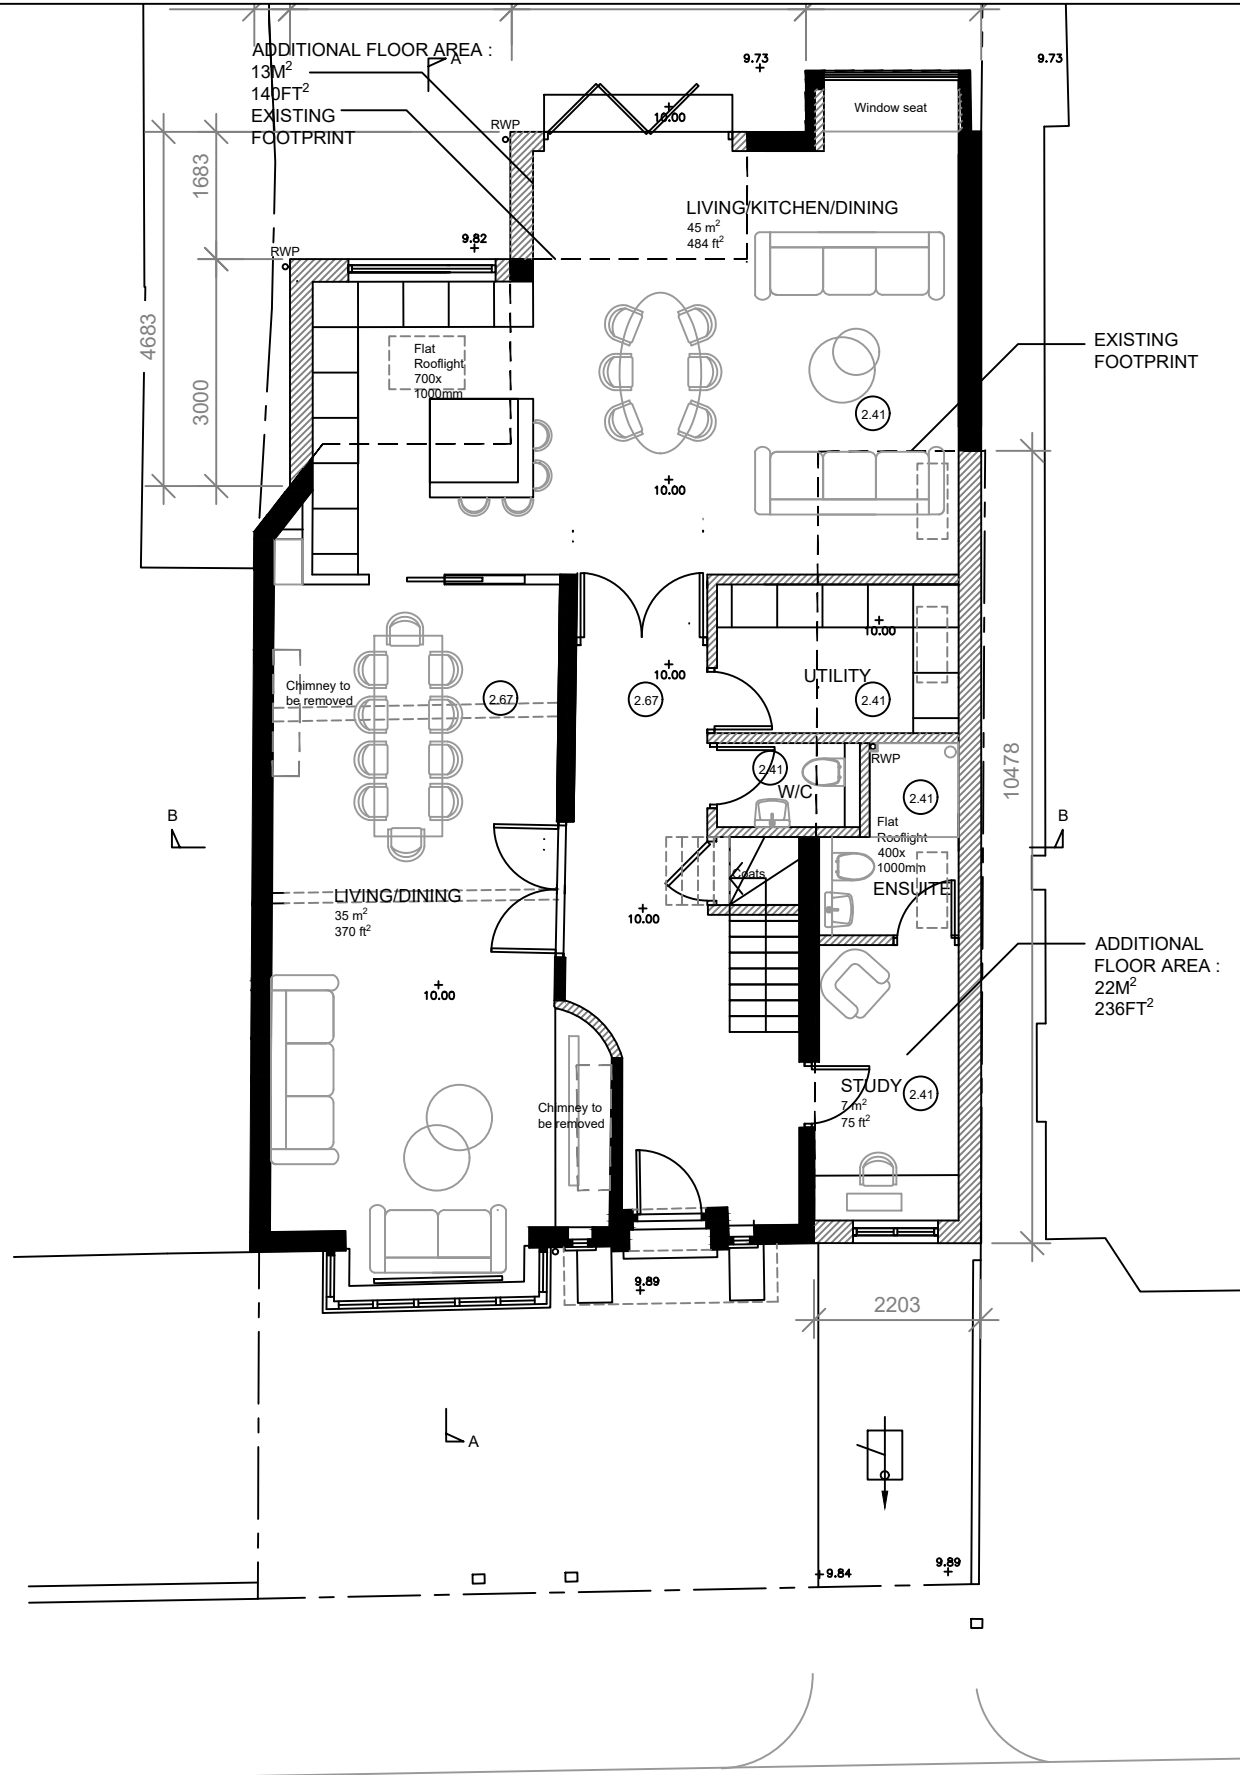 ADDITIONAL FLOOR AREA :
13M²
140FT²
EXISTING
FOOTPRINT
A
9.73
9.73
10.00
Window seat
RWP
1683
LIVING/KITCHEN/DINING
45 m²
484 ft²
9.82
RWP
4683
3000
Flat
Rooflight
700x
1000mm
EXISTING
FOOTPRINT
2.41
10.00
10.00
10.00
UTILITY
2.41
Chimney to
be removed
2.67
2.67
RWP
2.41
W/C
2.41
10478
B
B
Flat
Rooflight
400x
1000mm
ENSUITE
Coats
LIVING/DINING
35 m²
370 ft²
10.00
10.00
ADDITIONAL
FLOOR AREA :
22M²
236FT²
STUDY
7 m²
75 ft²
2.41
Chimney to
be removed
9.89
2203
A
9.84
9.89